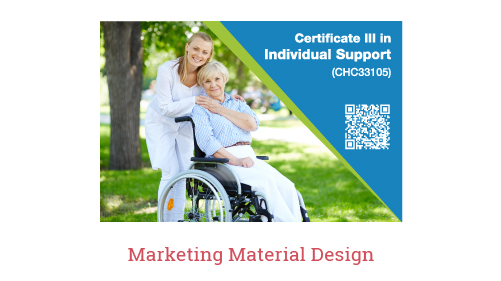 Certificate III in
Individual Support
(CHC33105)
Marketing Material Design